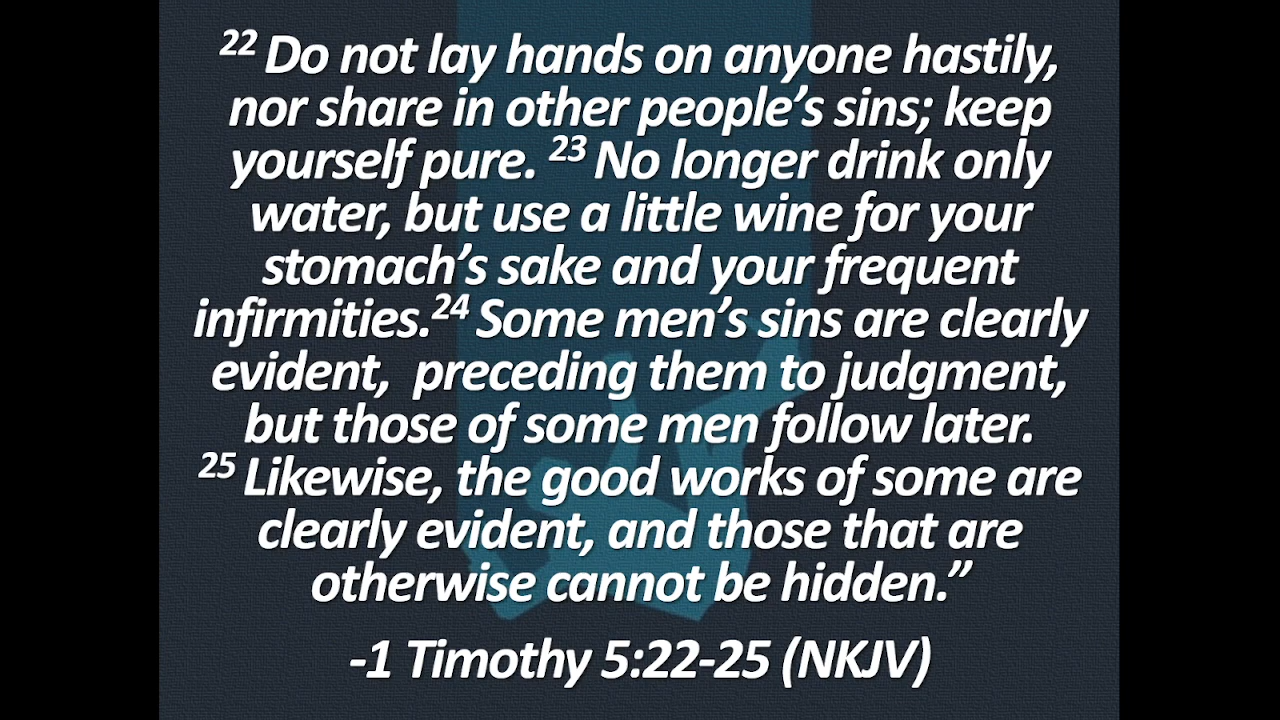 22 Do not lay hands on anyone hastily,
nor share in other people’s sins; keep
yourself pure. 23 No longer drink only
water, but use a little wine for your
stomach’s sake and your frequent
infirmities.24 Some men’s sins are clearly
evident,  preceding them to judgment,
but those of some men follow later.
25 Likewise, the good works of some are
clearly evident, and those that are
otherwise cannot be hidden.”
-1 Timothy 5:22-25 (NKJV)